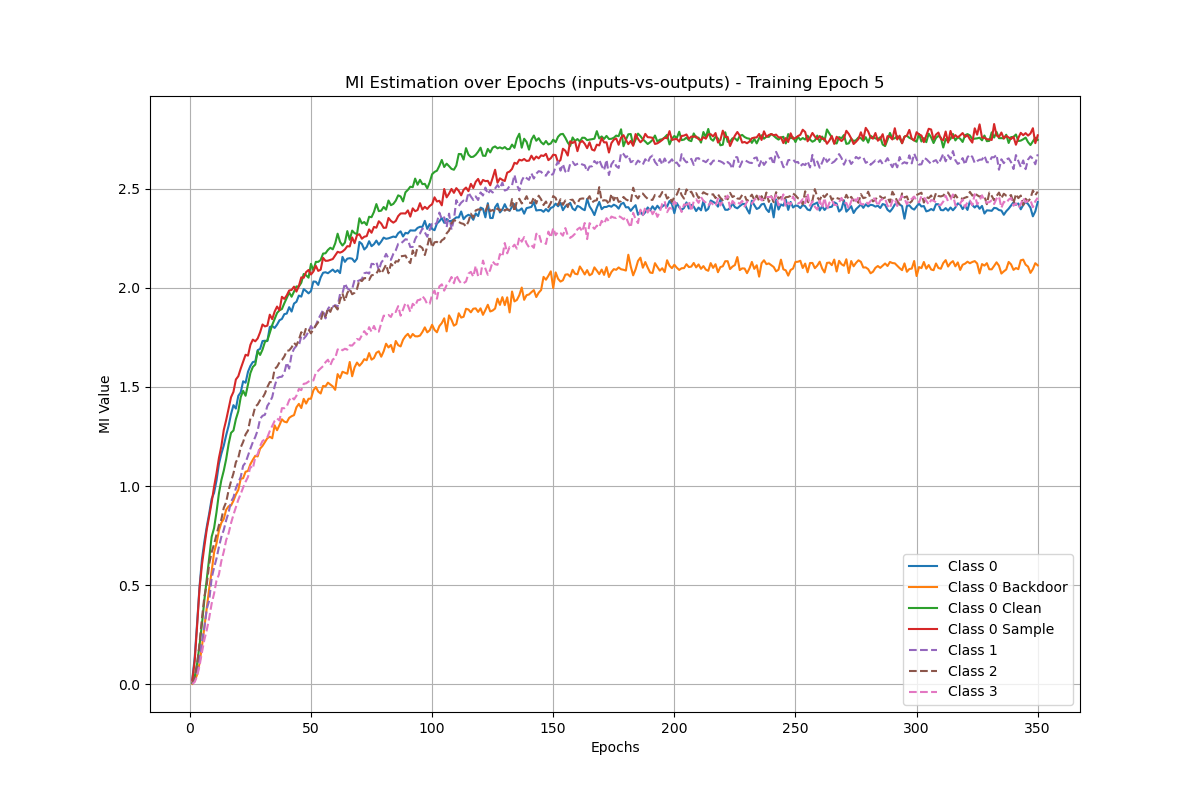 MI Estimation over Epochs (inputs-vs-outputs) - Training Epoch 5
MI Value
2.5
2.0
1.5
1.0
0.5
0.0
0
50
100
150
200
250
300
350
Epochs
Class 0
Class 0 Backdoor
Class 0 Clean
Class 0 Sample
Class 1
Class 2
Class 3